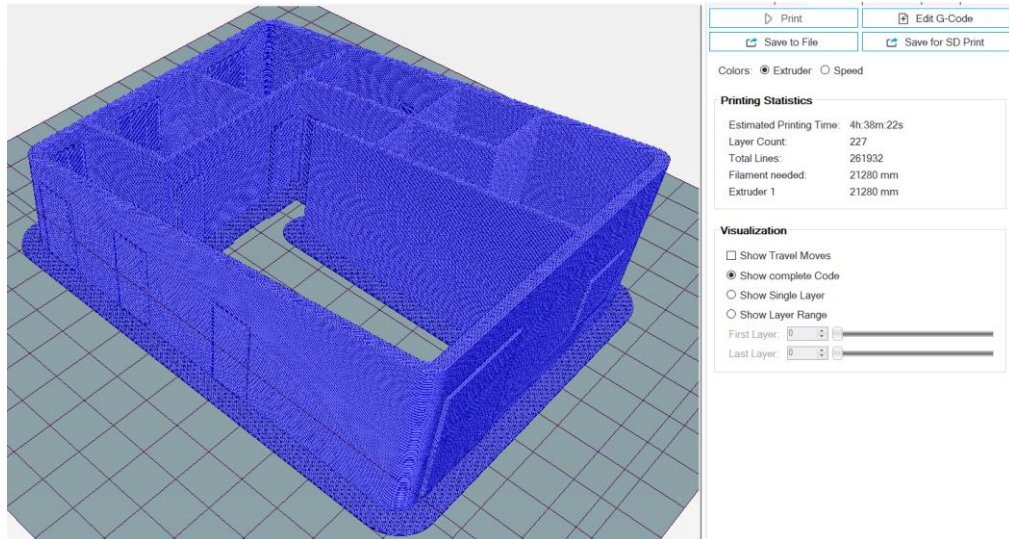 Print Edit G-Code
Save to File Save for SD Print
Colors: Extruder Speed
Printing Statistics
Estimated Printing Time: 4h:38m:22s
Layer Count: 227
Total Lines: 261932
Filament needed: 21280 mm
Extruder 1 21280 mm
Visualization
Show Travel Moves
Show complete Code
Show Single Layer
Show Layer Range
First Layer: 0
Last Layer: 0